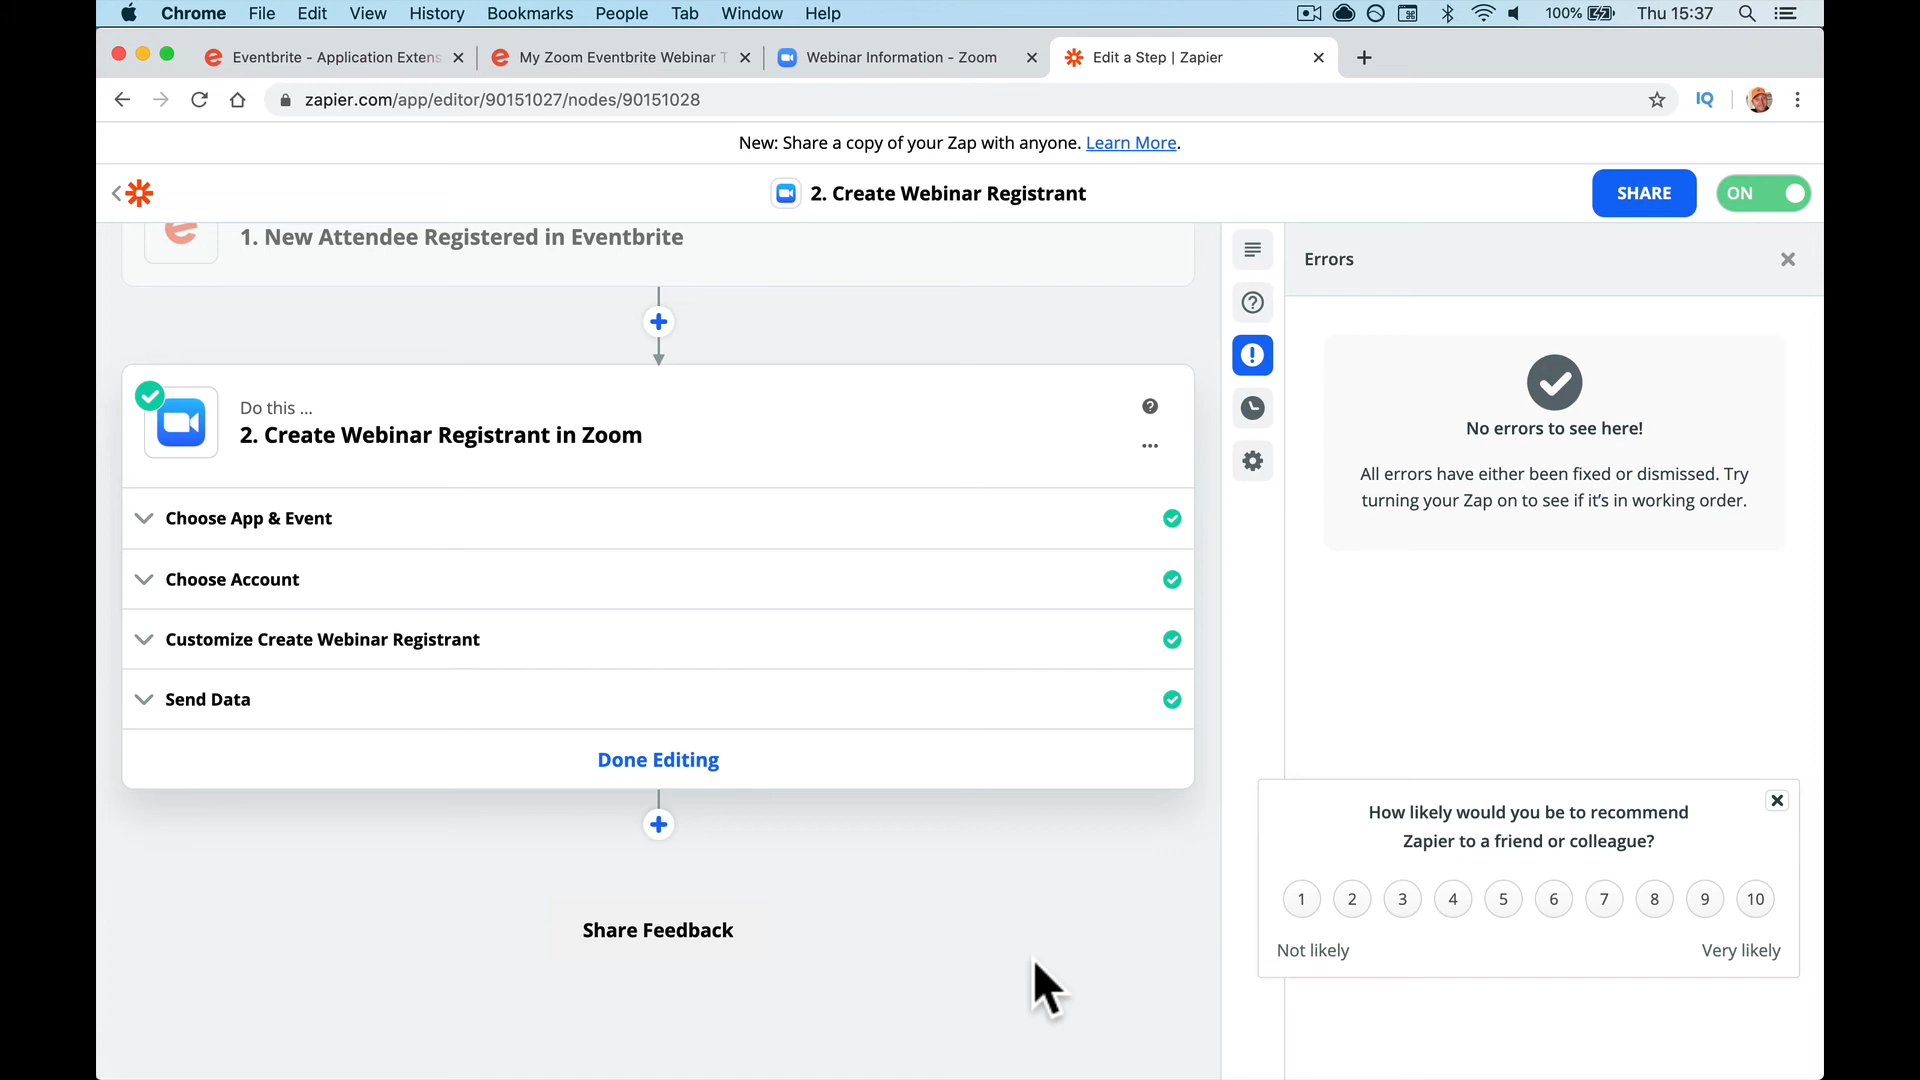 Chrome File Edit View History Bookmarks People Tab Window Help 100% Thu 15:37
Eventbrite - Application Extens My Zoom Eventbrite Webinar T Webinar Information - Zoom Edit a Step | Zapier
zapier.com/app/editor/90151027/nodes/90151028 IQ
New: Share a copy of your Zap with anyone. Learn More.
2. Create Webinar Registrant SHARE ON
1. New Attendee Registered in Eventbrite
Errors
Do this ...
2. Create Webinar Registrant in Zoom
No errors to see here!
All errors have either been fixed or dismissed. Try
turning your Zap on to see if it’s in working order.
Choose App & Event
Choose Account
Customize Create Webinar Registrant
Send Data
Done Editing
Share Feedback
How likely would you be to recommend
Zapier to a friend or colleague?
1 2 3 4 5 6 7 8 9 10
Not likely Very likely